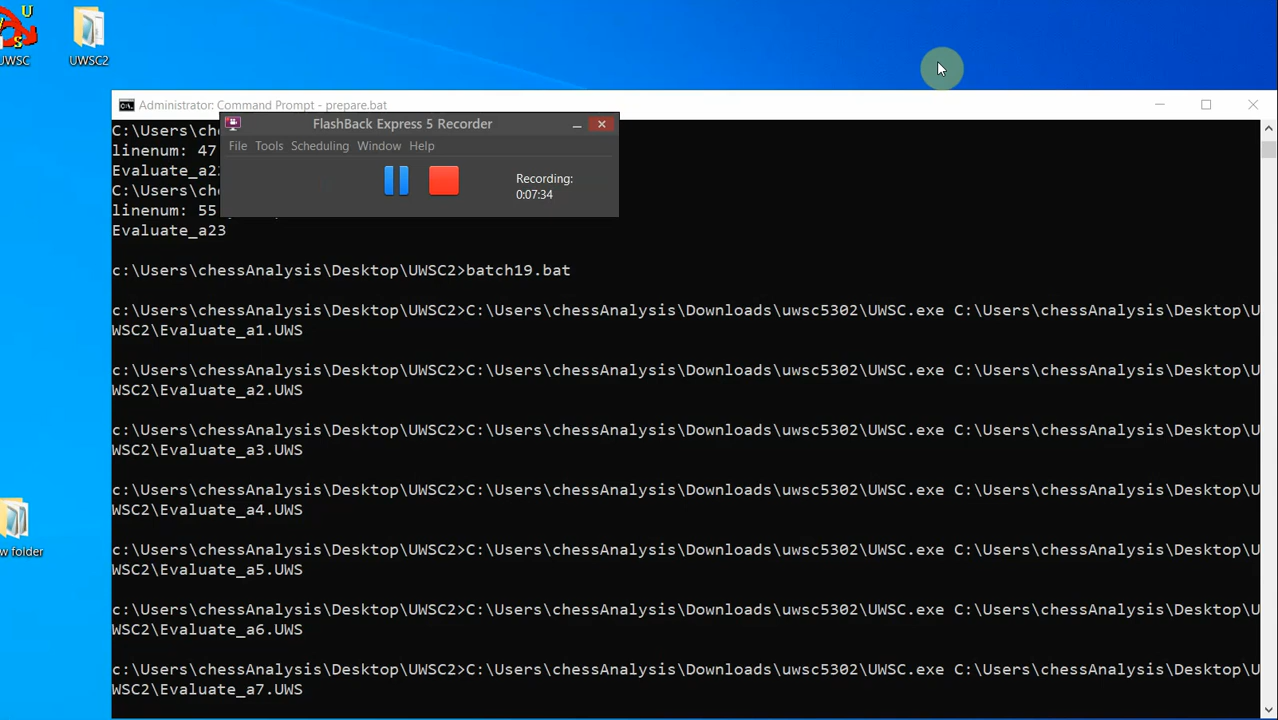 U
S
UWSC
UWSC2
Administrator: Command Prompt - prepare.bat
FlashBack Express 5 Recorder
File Tools Scheduling Window Help
Recording:
0:07:34
C:\Users\che
linenum: 47
Evaluate_a2
C:\Users\che
linenum: 55
Evaluate_a23
c:\Users\chessAnalysis\Desktop\UWSC2>batch19.bat
c:\Users\chessAnalysis\Desktop\UWSC2>C:\Users\chessAnalysis\Downloads\uwsc5302\UWSC.exe C:\Users\chessAnalysis\Desktop\U
WSC2\Evaluate_a1.UWS
c:\Users\chessAnalysis\Desktop\UWSC2>C:\Users\chessAnalysis\Downloads\uwsc5302\UWSC.exe C:\Users\chessAnalysis\Desktop\U
WSC2\Evaluate_a2.UWS
c:\Users\chessAnalysis\Desktop\UWSC2>C:\Users\chessAnalysis\Downloads\uwsc5302\UWSC.exe C:\Users\chessAnalysis\Desktop\U
WSC2\Evaluate_a3.UWS
c:\Users\chessAnalysis\Desktop\UWSC2>C:\Users\chessAnalysis\Downloads\uwsc5302\UWSC.exe C:\Users\chessAnalysis\Desktop\U
WSC2\Evaluate_a4.UWS
c:\Users\chessAnalysis\Desktop\UWSC2>C:\Users\chessAnalysis\Downloads\uwsc5302\UWSC.exe C:\Users\chessAnalysis\Desktop\U
WSC2\Evaluate_a5.UWS
c:\Users\chessAnalysis\Desktop\UWSC2>C:\Users\chessAnalysis\Downloads\uwsc5302\UWSC.exe C:\Users\chessAnalysis\Desktop\U
WSC2\Evaluate_a6.UWS
c:\Users\chessAnalysis\Desktop\UWSC2>C:\Users\chessAnalysis\Downloads\uwsc5302\UWSC.exe C:\Users\chessAnalysis\Desktop\U
WSC2\Evaluate_a7.UWS
w folder